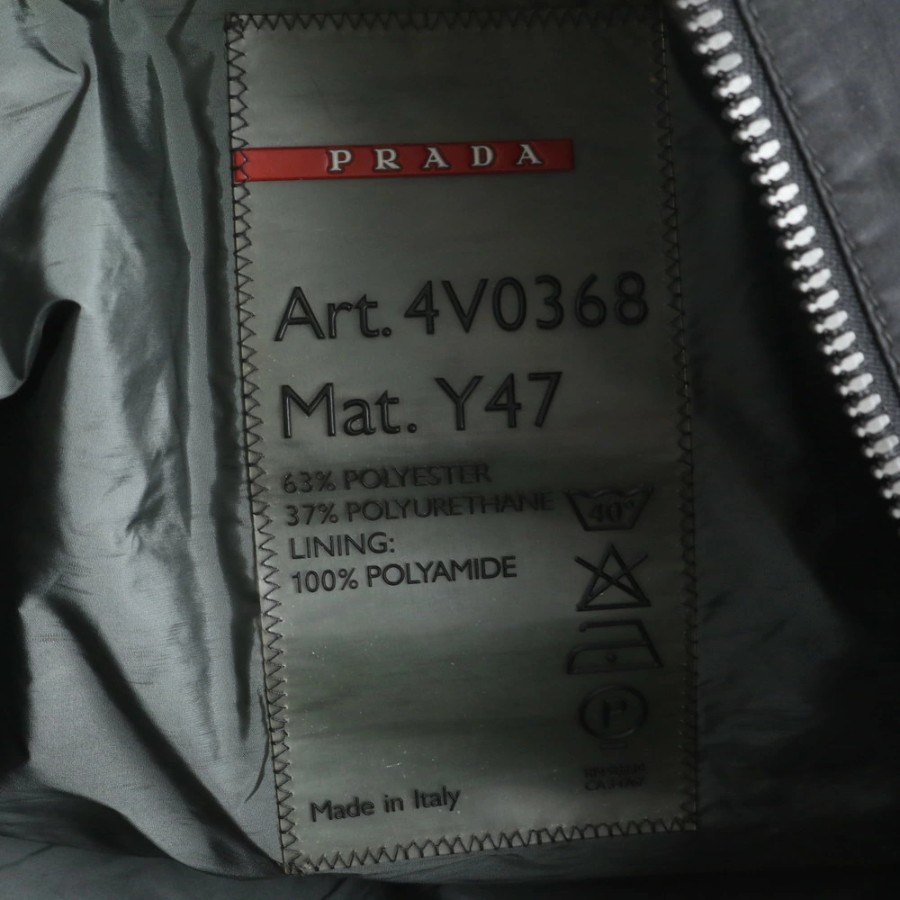 PRADA
Art. 4V0368
Mat. Y47
63% POLYESTER
37% POLYURETHANE
40°
LINING:
100% POLYAMIDE
Made in Italy